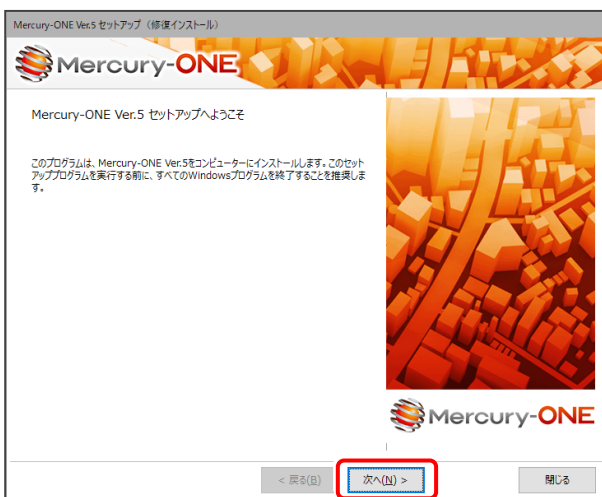 Mercury-ONE Ver.5 セットアップ（修復インストール）
Mercury-ONE
Mercury-ONE Ver.5 セットアップへようこそ
このプログラムは、Mercury-ONE Ver.5をコンピューターにインストールします。このセット
アッププログラムを実行する前に、すべてのWindowsプログラムを終了することを推奨しま
す。
Mercury-ONE
< 戻る(B)
次へ(N) >
閉じる